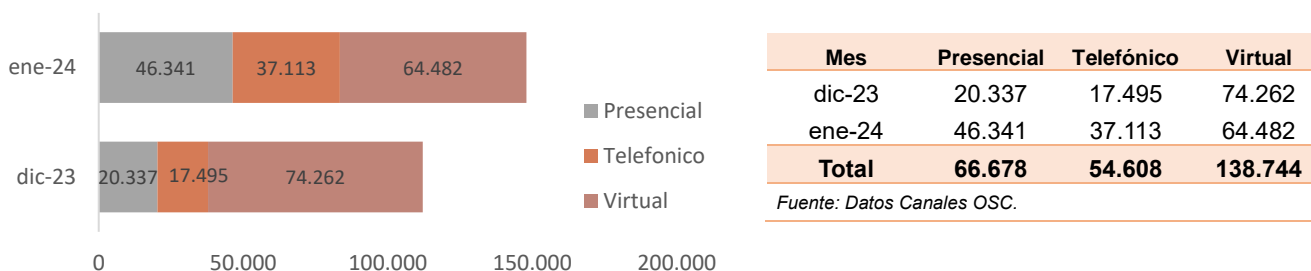 ene-24
46.341 37.113 64.482
dic-23
20.337 17.495 74.262
0 50.000 100.000 150.000 200.000
Presencial
Telefonico
Virtual
Mes Presencial Telefónico Virtual
dic-23 20.337 17.495 74.262
ene-24 46.341 37.113 64.482
Total 66.678 54.608 138.744
Fuente: Datos Canales OSC.